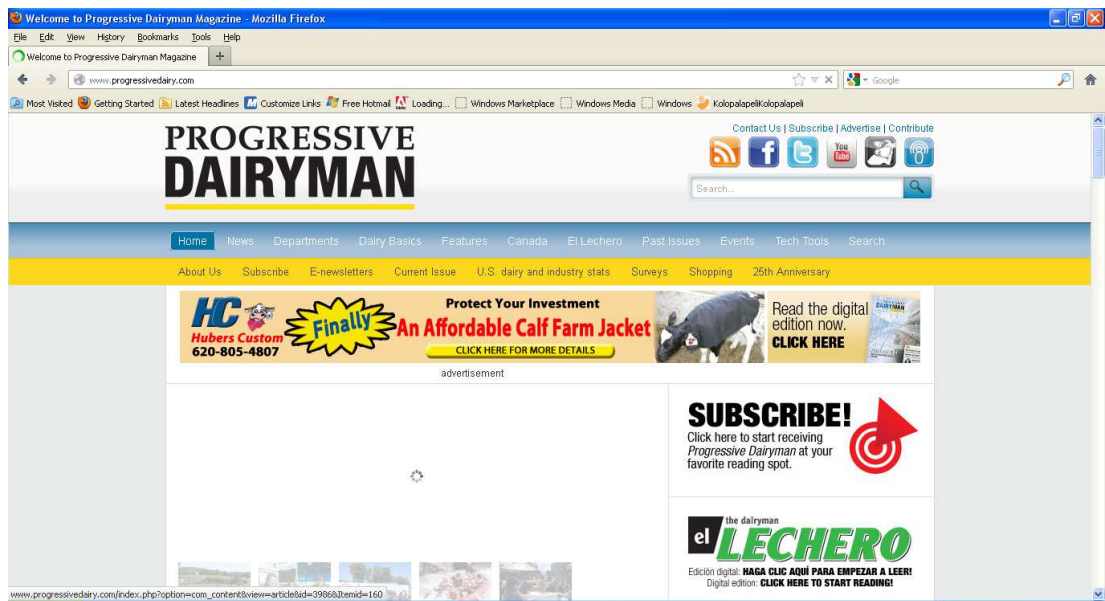 Welcome to Progressive Dairyman Magazine - Mozilla Firefox
File Edit View History Bookmarks Tools Help
Welcome to Progressive Dairyman Magazine +
www.progressivedairy.com Google
Most Visited Getting Started Latest Headlines Customize Links Free Hotmail Loading... Windows Marketplace Windows Media Windows KolopalapeliKolopalapeli
Contact Us | Subscribe | Advertise | Contribute
PROGRESSIVE
DAIRYMAN
You
Tube
Search...
Home News Departments Dairy Basics Features Canada El Lechero Past Issues Events Tech Tools Search
About Us Subscribe E-newsletters Current Issue U.S. dairy and industry stats Surveys Shopping 25th Anniversary
HC
Hubers Custom
620-805-4807
Finally
Protect Your Investment
An Affordable Calf Farm Jacket
CLICK HERE FOR MORE DETAILS
Read the digital
edition now.
CLICK HERE
DAIRYMAN
advertisement
SUBSCRIBE!
Click here to start receiving
Progressive Dairyman at your
favorite reading spot.
the dairyman
el LECHERO
Edición digital: HAGA CLIC AQUÍ PARA EMPEZAR A LEER!
Digital edition: CLICK HERE TO START READING!
www.progressivedairy.com/index.php?option=com_content&view=article&id=3986&Itemid=160